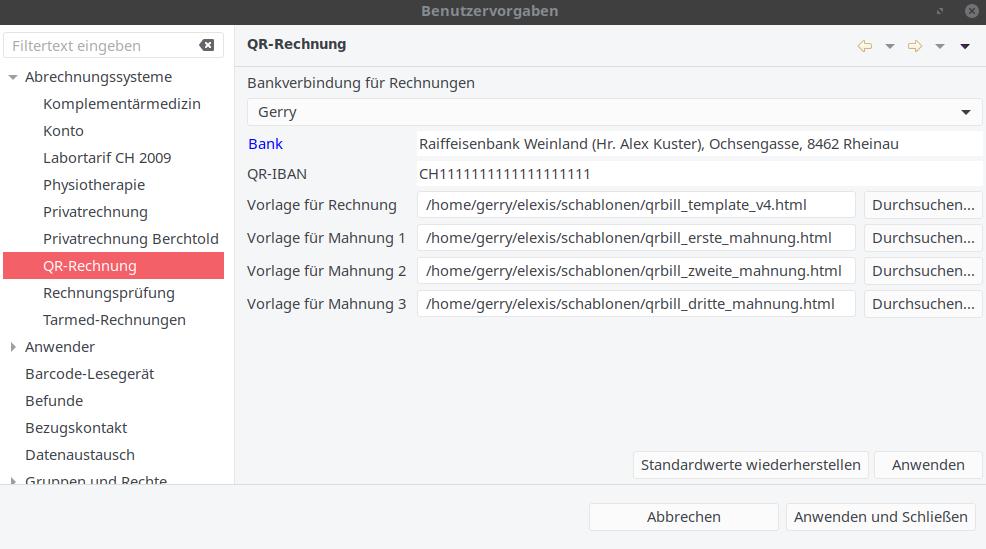 Benutzervorgaben
Filtertext eingeben
Abrechnungssysteme
Komplementärmedizin
Konto
Labortarif CH 2009
Physiotherapie
Privatrechnung
Privatrechnung Berchtold
QR-Rechnung
Rechnungsprüfung
Tarmed-Rechnungen
Anwender
Barcode-Lesegerät
Befunde
Bezugskontakt
Datenaustausch
Gruppen und Rechte
QR-Rechnung
Bankverbindung für Rechnungen
Gerry
Bank Raiffeisenbank Weinland (Hr. Alex Kuster), Ochsengasse, 8462 Rheinau
QR-IBAN CH1111111111111111111
Vorlage für Rechnung /home/gerry/elexis/schablonen/qrbill_template_v4.html Durchsuchen...
Vorlage für Mahnung 1 /home/gerry/elexis/schablonen/qrbill_erste_mahnung.html Durchsuchen...
Vorlage für Mahnung 2 /home/gerry/elexis/schablonen/qrbill_zweite_mahnung.html Durchsuchen...
Vorlage für Mahnung 3 /home/gerry/elexis/schablonen/qrbill_dritte_mahnung.html Durchsuchen...
Standardwerte wiederherstellen Anwenden
Abbrechen Anwenden und Schließen